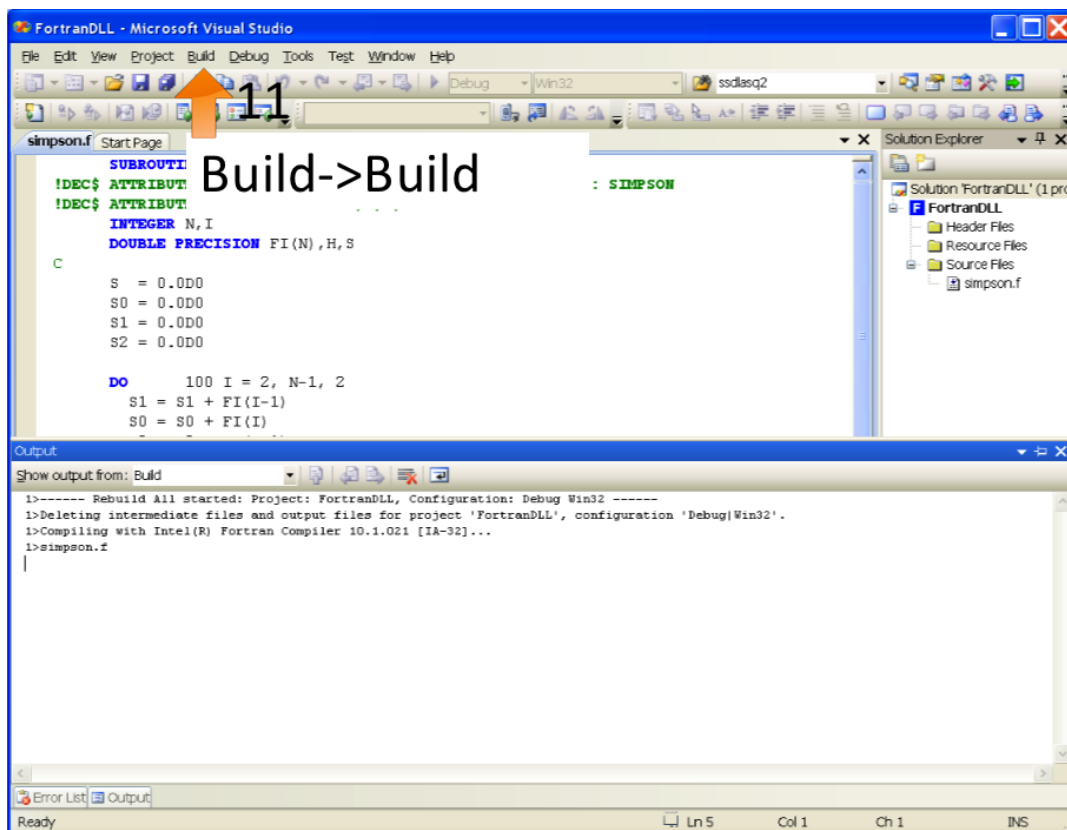 FortranDLL - Microsoft Visual Studio
File Edit View Project Build Debug Tools Test Window Help
Debug Win32 ssdlasq2
11
simpson.f Start Page
Solution Explorer
Build->Build
SUBROUTI
!DEC$ ATTRIBUT : SIMPSON
!DEC$ ATTRIBUT
INTEGER N,I
DOUBLE PRECISION FI(N),H,S
C
S = 0.0D0
S0 = 0.0D0
S1 = 0.0D0
S2 = 0.0D0
DO 100 I = 2, N-1, 2
S1 = S1 + FI(I-1)
S0 = S0 + FI(I)
Solution 'FortranDLL' (1 pro
FortranDLL
Header Files
Resource Files
Source Files
simpson.f
Output
Show output from: Build
1>------ Rebuild All started: Project: FortranDLL, Configuration: Debug Win32 ------
1>Deleting intermediate files and output files for project 'FortranDLL', configuration 'Debug|Win32'.
1>Compiling with Intel(R) Fortran Compiler 10.1.021 [IA-32]...
1>simpson.f
Error List Output
Ready Ln 5 Col 1 Ch 1 INS